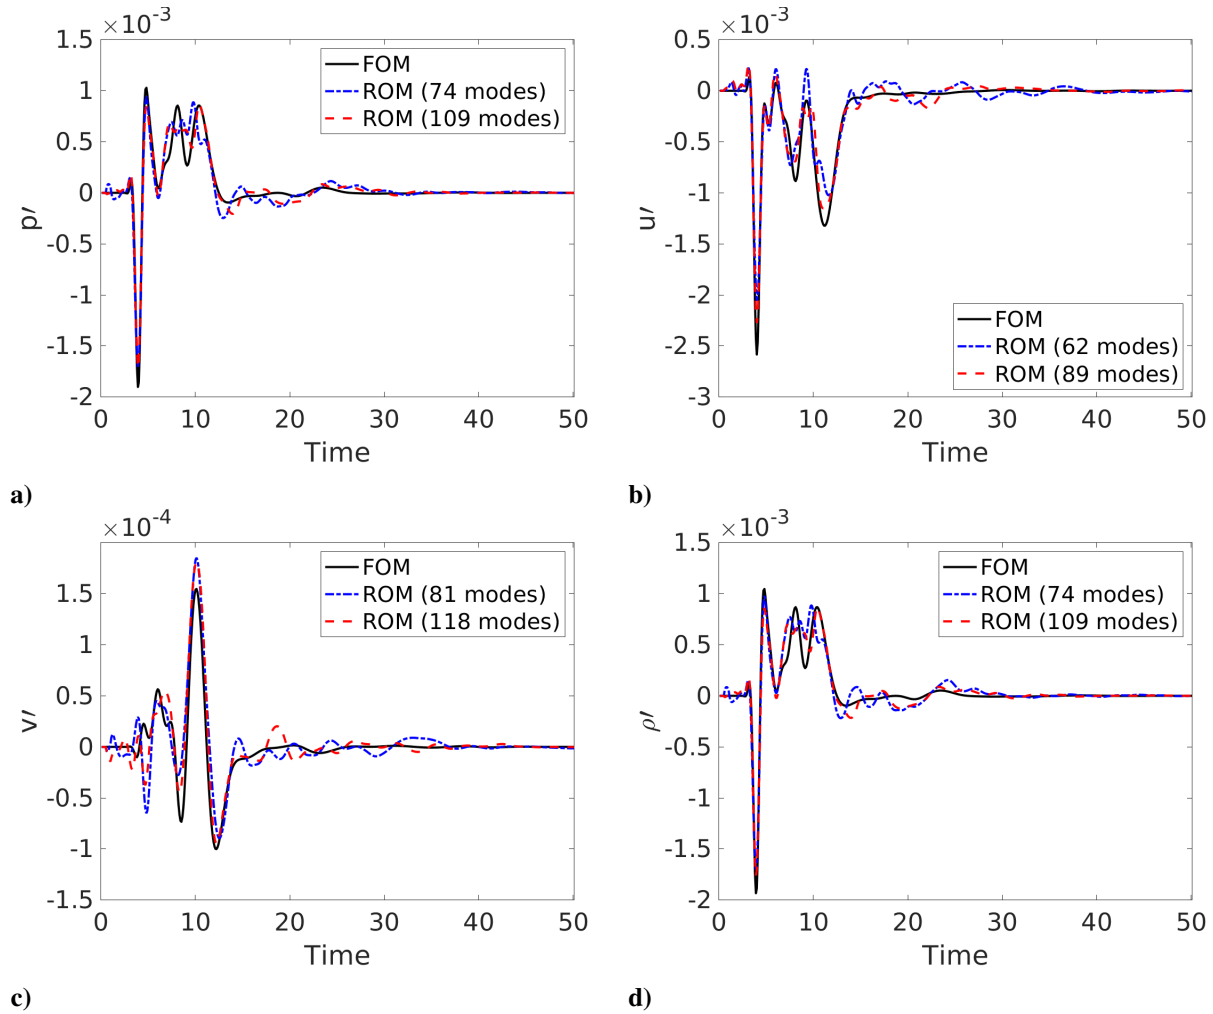 ×10⁻³
1.5
1
0.5
0
-0.5
-1
-1.5
-2
p′
0 10 20 30 40 50
Time
FOM
ROM (74 modes)
ROM (109 modes)
a)
×10⁻³
0.5
0
-0.5
-1
-1.5
-2
-2.5
-3
u′
0 10 20 30 40 50
Time
FOM
ROM (62 modes)
ROM (89 modes)
b)
×10⁻⁴
1.5
1
0.5
0
-0.5
-1
-1.5
v′
0 10 20 30 40 50
Time
FOM
ROM (81 modes)
ROM (118 modes)
c)
×10⁻³
1.5
1
0.5
0
-0.5
-1
-1.5
-2
ρ′
0 10 20 30 40 50
Time
FOM
ROM (74 modes)
ROM (109 modes)
d)